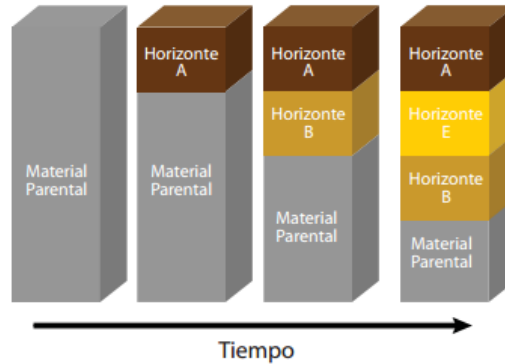 Material
Parental
Horizonte
A
Material
Parental
Horizonte
A
Horizonte
B
Material
Parental
Horizonte
A
Horizonte
E
Horizonte
B
Material
Parental
Tiempo